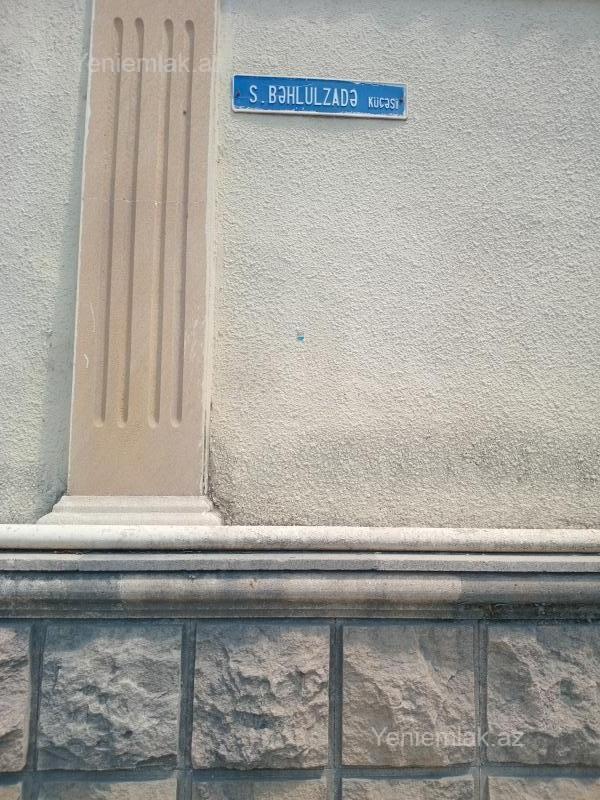 Yeniemlak.az
S. BƏHLULZADƏ KÜÇƏSİ
Yeniemlak.az